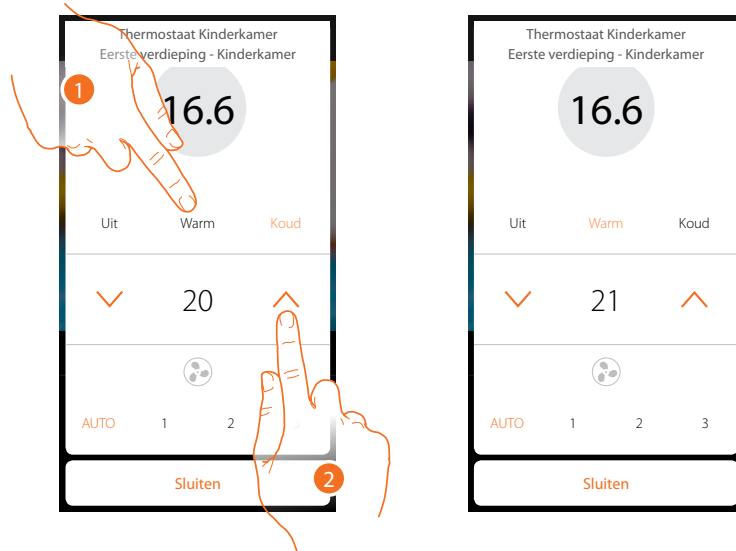 Thermostaat Kinderkamer
Eerste verdieping - Kinderkamer
1
16.6
Uit Warm Koud
20
AUTO 1 2
Sluiten
2
Thermostaat Kinderkamer
Eerste verdieping - Kinderkamer
16.6
Uit Warm Koud
21
AUTO 1 2 3
Sluiten